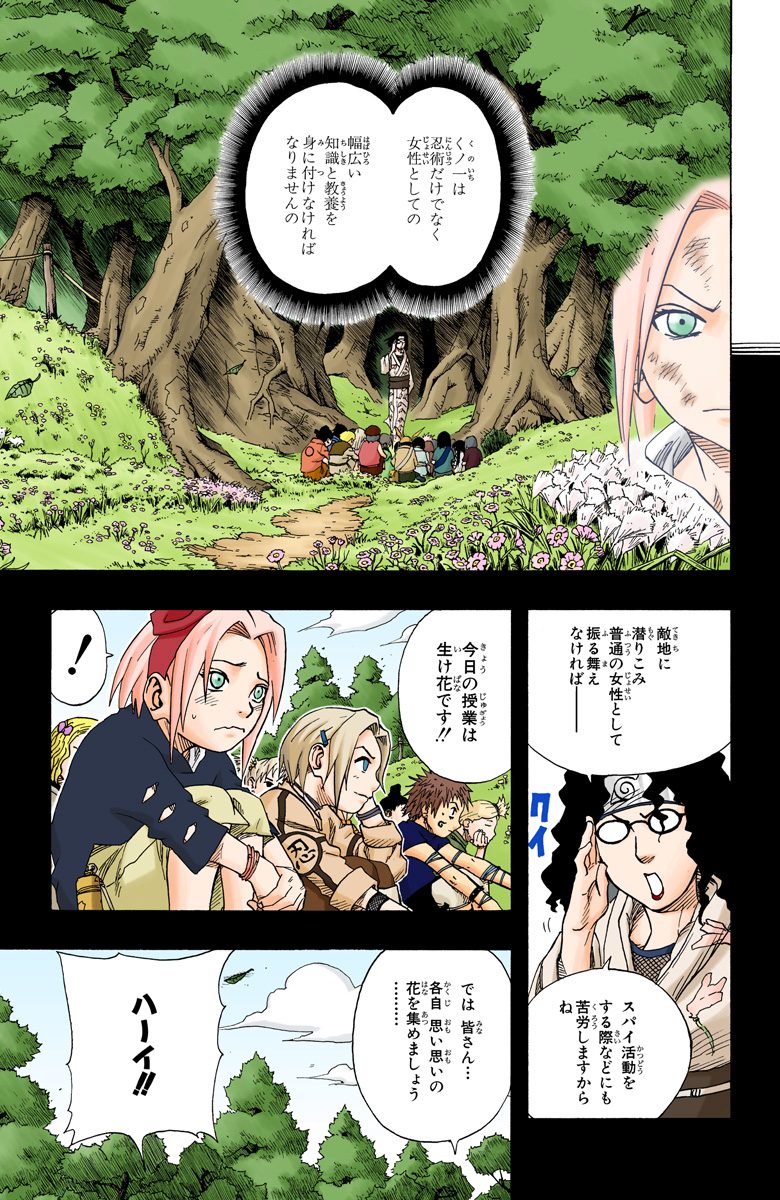 くノ一は
忍術だけでなく
女性としての
幅広い
知識と教養を
身に付けなければ
なりませんの
敵地に
潜りこみ
普通の女性として
振る舞え
なければ──
クイ
スパイ活動を
する際などにも
苦労しますから
ね
今日の授業は
生け花です!!
!
忍
では 皆さん…
各自 思い思いの
花を集めましょう
………
ハーイ!!